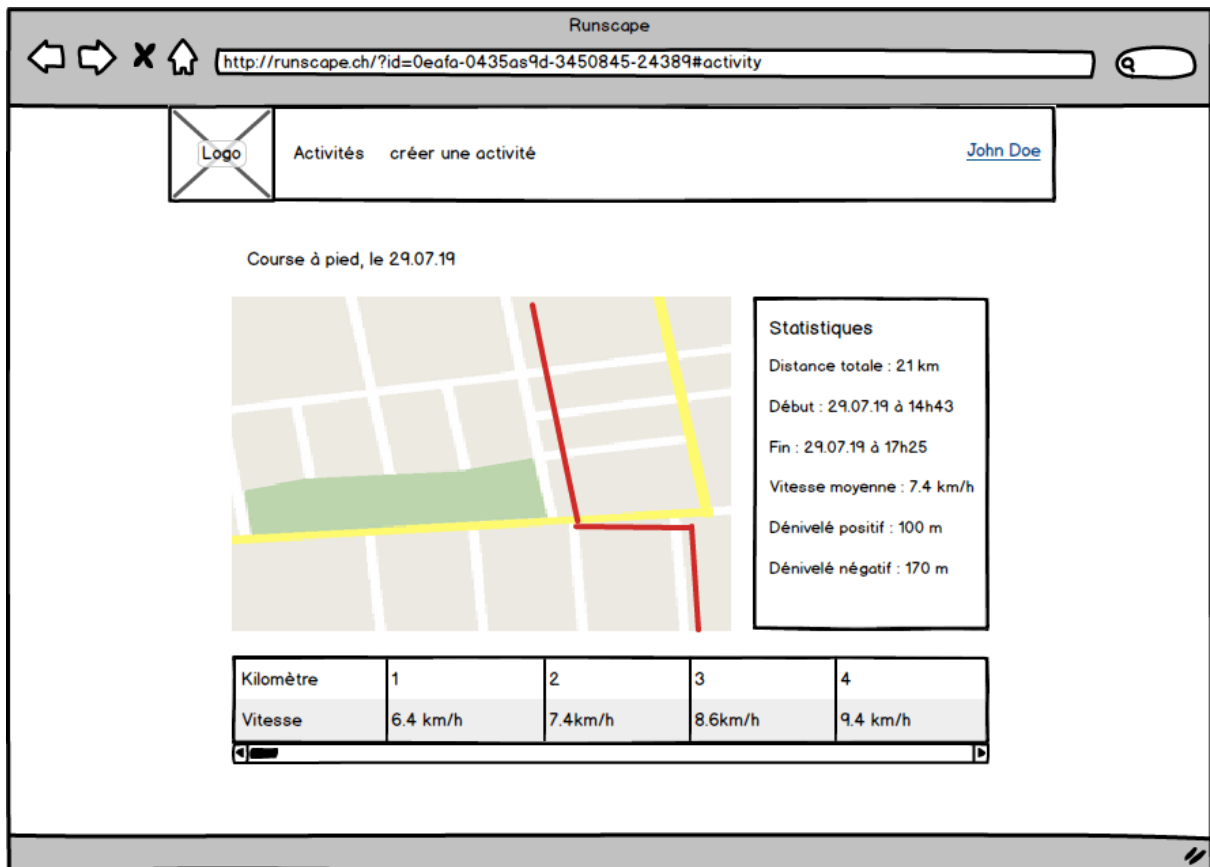 Runscape
http://runscape.ch/?id=0eafa-0435as9d-3450845-24389#activity
Logo
Activités créer une activité
John Doe
Course à pied, le 29.07.19
Statistiques
Distance totale : 21 km
Début : 29.07.19 à 14h43
Fin : 29.07.19 à 17h25
Vitesse moyenne : 7.4 km/h
Dénivelé positif : 100 m
Dénivelé négatif : 170 m
Kilomètre 1 2 3 4
Vitesse 6.4 km/h 7.4km/h 8.6km/h 9.4 km/h